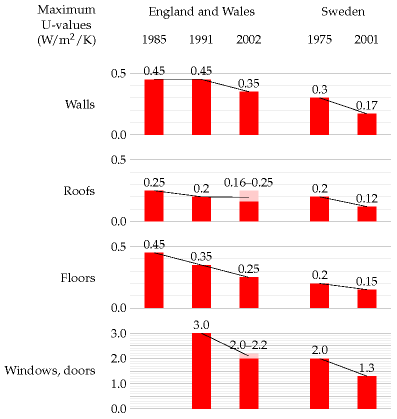 Maximum
U-values
(W/m²/K)
England and Wales
Sweden
1985 1991 2002 1975 2001
Walls
0.5
0.0
0.45 0.45 0.35 0.3 0.17
Roofs
0.5
0.0
0.25 0.2 0.16–0.25 0.2 0.12
Floors
0.5
0.0
0.45 0.35 0.25 0.2 0.15
Windows, doors
3.0
2.0
1.0
0.0
3.0 2.0–2.2 2.0 1.3